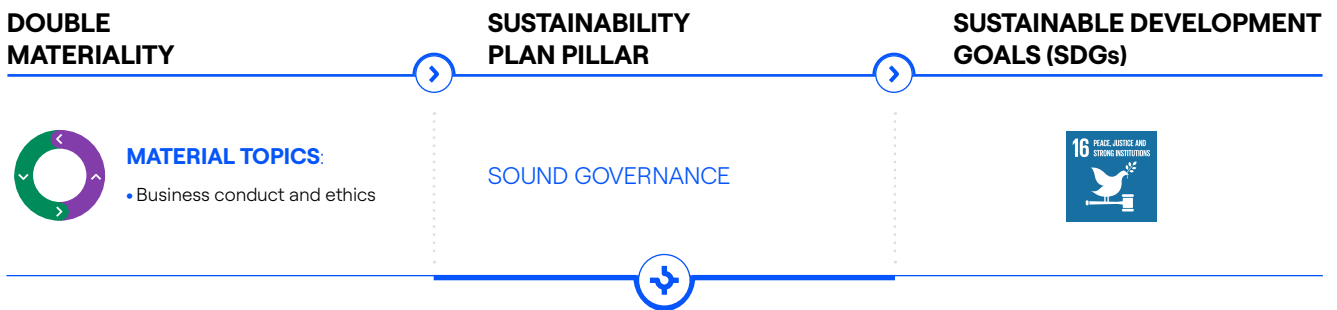 DOUBLE
MATERIALITY
SUSTAINABILITY
PLAN PILLAR
SUSTAINABLE DEVELOPMENT
GOALS (SDGs)
MATERIAL TOPICS:
• Business conduct and ethics
SOUND GOVERNANCE
16 PEACE, JUSTICE AND
STRONG INSTITUTIONS